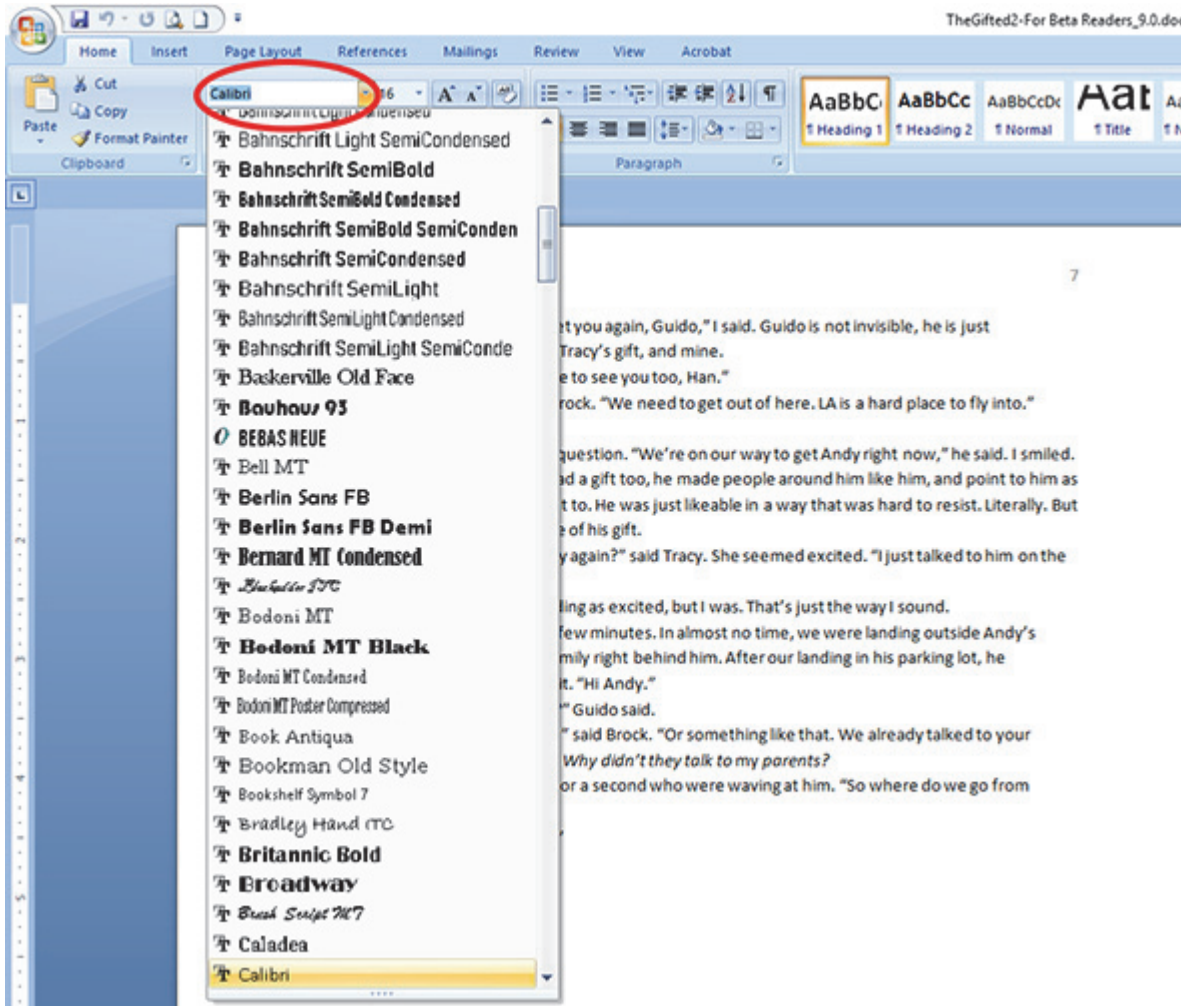 TheGifted2-For Beta Readers_9.0.doc
Home Insert Page Layout References Mailings Review View Acrobat
Cut
Copy
Paste
Format Painter
Clipboard
Calibri 16
Paragraph
AaBbC AaBbCc AaBbCcDc Aat
¶ Heading 1 ¶ Heading 2 ¶ Normal ¶ Title
Bahnschrift Light Condensed
Bahnschrift Light SemiCondensed
Bahnschrift SemiBold
Bahnschrift SemiBold Condensed
Bahnschrift SemiBold SemiConden
Bahnschrift SemiCondensed
Bahnschrift SemiLight
Bahnschrift SemiLight Condensed
Bahnschrift SemiLight SemiConde
Baskerville Old Face
Bauhaus 93
BEBAS NEUE
Bell MT
Berlin Sans FB
Berlin Sans FB Demi
Bernard MT Condensed
Blackadder ITC
Bodoni MT
Bodoni MT Black
Bodoni MT Condensed
Bodoni MT Poster Compressed
Book Antiqua
Bookman Old Style
Bookshelf Symbol 7
Bradley Hand ITC
Britannic Bold
Broadway
Brush Script MT
Caladea
Calibri
7
et you again, Guido,” I said. Guido is not invisible, he is just
Tracy’s gift, and mine.
e to see you too, Han.”
rock. “We need to get out of here. LA is a hard place to fly into.”
question. “We’re on our way to get Andy right now,” he said. I smiled.
ad a gift too, he made people around him like him, and point to him as
t to. He was just likeable in a way that was hard to resist. Literally. But
e of his gift.
y again?” said Tracy. She seemed excited. “I just talked to him on the
ding as excited, but I was. That’s just the way I sound.
few minutes. In almost no time, we were landing outside Andy’s
mily right behind him. After our landing in his parking lot, he
it. “Hi Andy.”
” Guido said.
” said Brock. “Or something like that. We already talked to your
Why didn’t they talk to my parents?
or a second who were waving at him. “So where do we go from